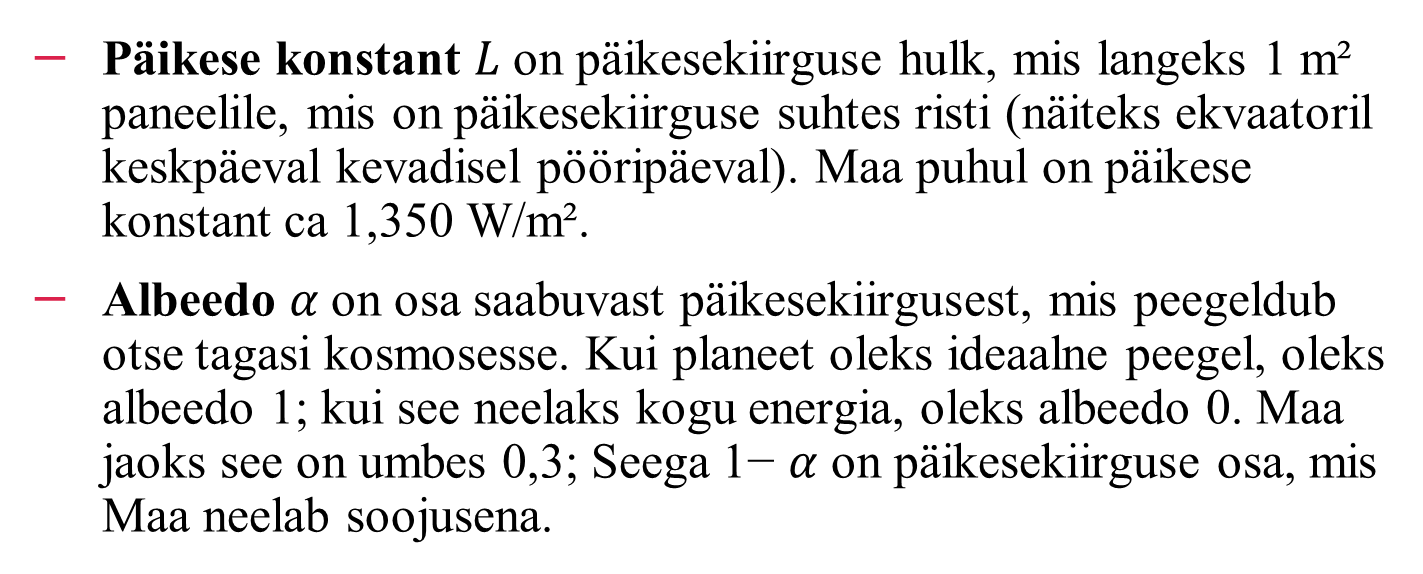 – Päikese konstant 𝐿 on päikesekiirguse hulk, mis langeks 1 m²
paneelile, mis on päikesekiirguse suhtes risti (näiteks ekvaatoril
keskpäeval kevadisel pööripäeval). Maa puhul on päikese
konstant ca 1,350 W/m².
– Albeedo 𝛼 on osa saabuvast päikesekiirgusest, mis peegeldub
otse tagasi kosmosesse. Kui planeet oleks ideaalne peegel, oleks
albeedo 1; kui see neelaks kogu energia, oleks albeedo 0. Maa
jaoks see on umbes 0,3; Seega 1− 𝛼 on päikesekiirguse osa, mis
Maa neelab soojusena.